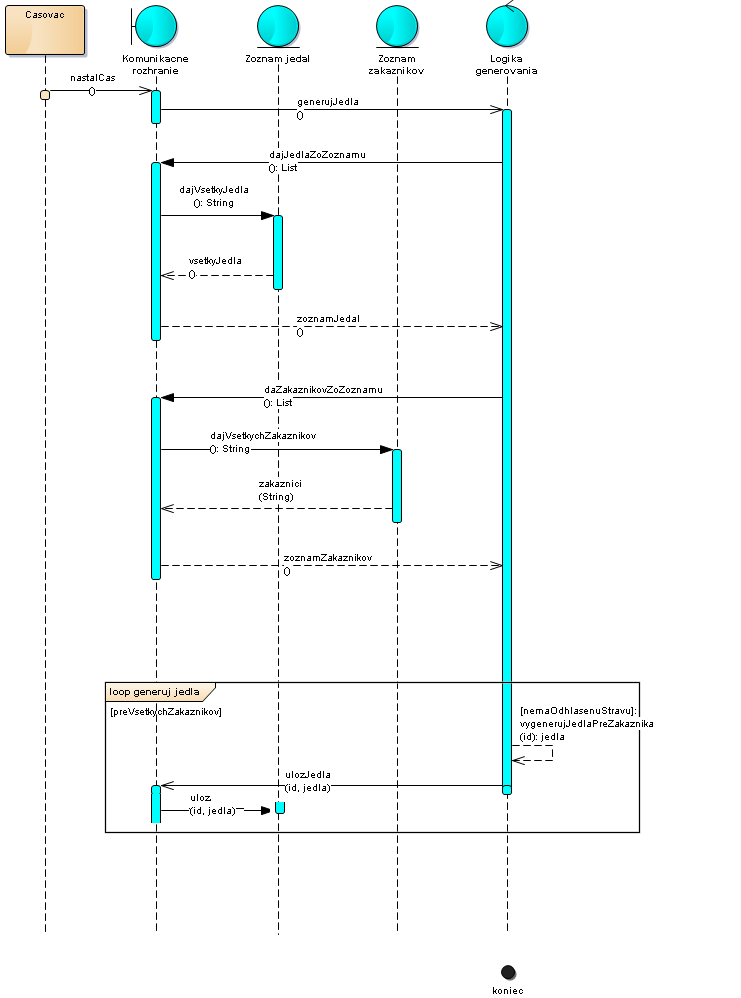 Casovac
Komunikacne
rozhranie
Zoznam jedal
Zoznam
zakaznikov
Logika
generovania
nastalCas
()
generujJedla
()
dajJedlaZoZoznamu
(): List
dajVsetkyJedla
(): String
vsetkyJedla
()
zoznamJedal
()
daZakaznikovZoZoznamu
(): List
dajVsetkychZakaznikov
(): String
zakaznici
(String)
zoznamZakaznikov
()
loop generuj jedla
[preVsetkychZakaznikov]
[nemaOdhlasenuStravu]:
vygenerujJedlaPreZakaznika
(id): jedla
ulozJedla
(id, jedla)
uloz
(id, jedla)
koniec